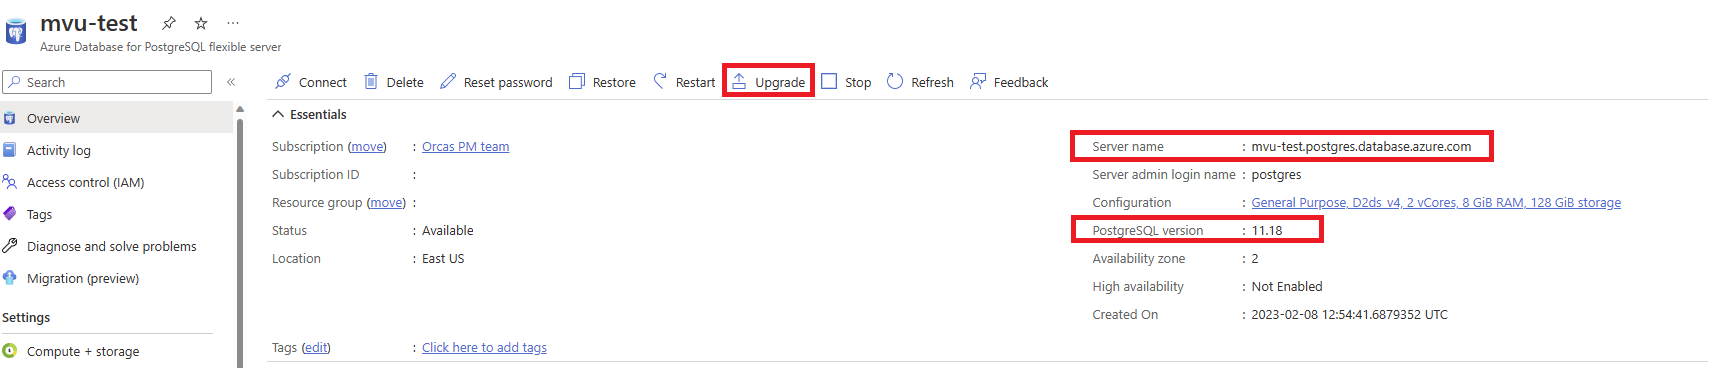 mvu-test
Azure Database for PostgreSQL flexible server
Search
Connect Delete Reset password Restore Restart Upgrade Stop Refresh Feedback
Overview
Activity log
Access control (IAM)
Tags
Diagnose and solve problems
Migration (preview)
Settings
Compute + storage
Essentials
Subscription (move) : Orcas PM team
Subscription ID :
Resource group (move) :
Status : Available
Location : East US
Server name : mvu-test.postgres.database.azure.com
Server admin login name : postgres
Configuration : General Purpose, D2ds_v4, 2 vCores, 8 GiB RAM, 128 GiB storage
PostgreSQL version : 11.18
Availability zone : 2
High availability : Not Enabled
Created On : 2023-02-08 12:54:41.6879352 UTC
Tags (edit) : Click here to add tags